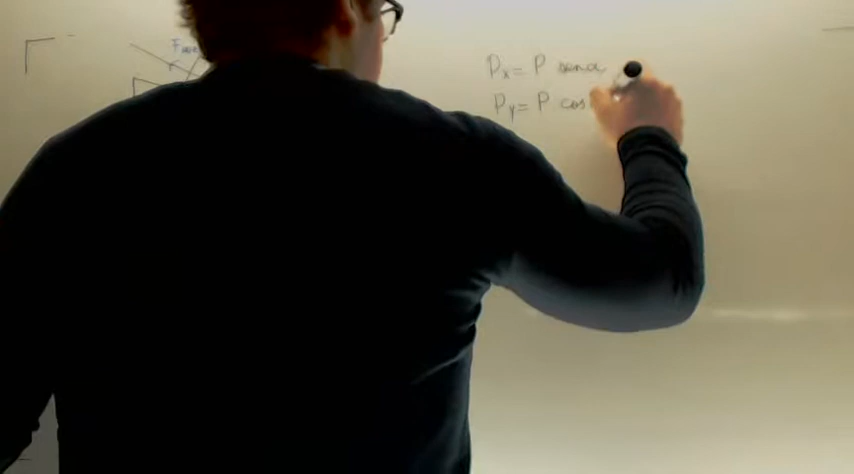 Px = P senα
Py = P cos